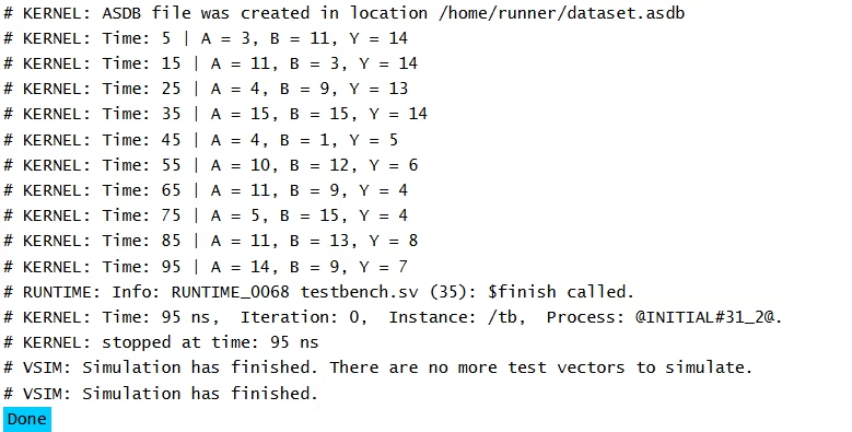 # KERNEL: ASDB file was created in location /home/runner/dataset.asdb
# KERNEL: Time: 5 | A = 3, B = 11, Y = 14
# KERNEL: Time: 15 | A = 11, B = 3, Y = 14
# KERNEL: Time: 25 | A = 4, B = 9, Y = 13
# KERNEL: Time: 35 | A = 15, B = 15, Y = 14
# KERNEL: Time: 45 | A = 4, B = 1, Y = 5
# KERNEL: Time: 55 | A = 10, B = 12, Y = 6
# KERNEL: Time: 65 | A = 11, B = 9, Y = 4
# KERNEL: Time: 75 | A = 5, B = 15, Y = 4
# KERNEL: Time: 85 | A = 11, B = 13, Y = 8
# KERNEL: Time: 95 | A = 14, B = 9, Y = 7
# RUNTIME: Info: RUNTIME_0068 testbench.sv (35): $finish called.
# KERNEL: Time: 95 ns,  Iteration: 0,  Instance: /tb,  Process: @INITIAL#31_2@.
# KERNEL: stopped at time: 95 ns
# VSIM: Simulation has finished. There are no more test vectors to simulate.
# VSIM: Simulation has finished.
Done